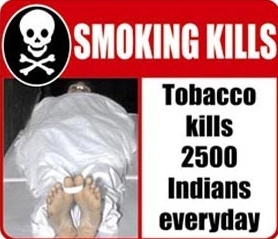 SMOKING KILLS
Tobacco
kills
2500
Indians
everyday